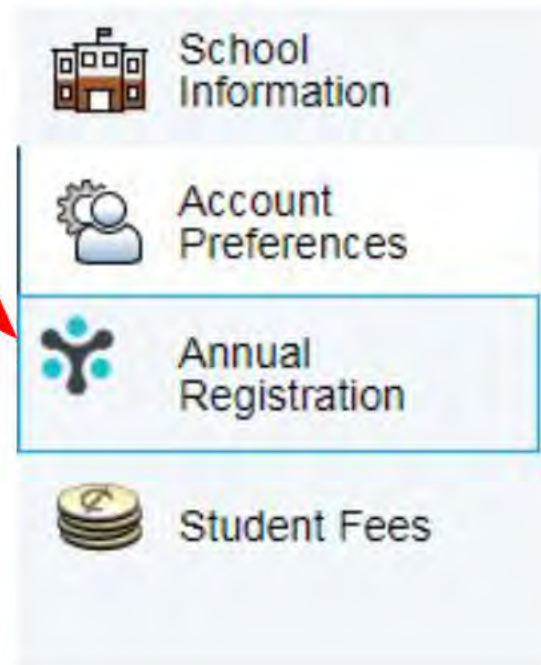 School
Information
Account
Preferences
Annual
Registration
Student Fees